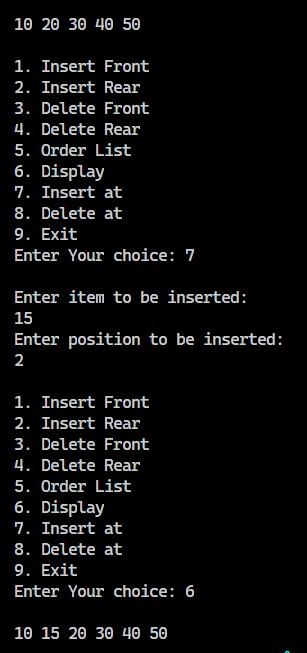 10 20 30 40 50
1. Insert Front
2. Insert Rear
3. Delete Front
4. Delete Rear
5. Order List
6. Display
7. Insert at
8. Delete at
9. Exit
Enter Your choice: 7
Enter item to be inserted:
15
Enter position to be inserted:
2
1. Insert Front
2. Insert Rear
3. Delete Front
4. Delete Rear
5. Order List
6. Display
7. Insert at
8. Delete at
9. Exit
Enter Your choice: 6
10 15 20 30 40 50